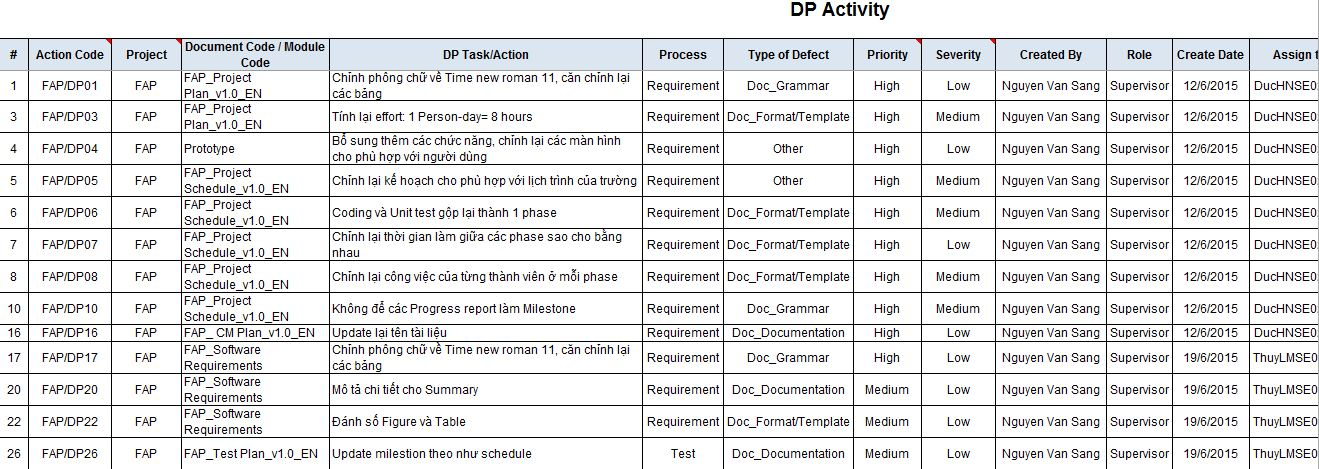 DP Activity
# Action Code Project Document Code / Module Code DP Task/Action Process Type of Defect Priority Severity Created By Role Create Date Assign t
1 FAP/DP01 FAP FAP_Project Plan_v1.0_EN Chỉnh phông chữ về Time new roman 11, căn chỉnh lại các bảng Requirement Doc_Grammar High Low Nguyen Van Sang Supervisor 12/6/2015 DucHNSE0
3 FAP/DP03 FAP FAP_Project Plan_v1.0_EN Tính lại effort: 1 Person-day= 8 hours Requirement Doc_Format/Template High Medium Nguyen Van Sang Supervisor 12/6/2015 DucHNSE0
4 FAP/DP04 FAP Prototype Bổ sung thêm các chức năng, chỉnh lại các màn hình cho phù hợp với người dùng Requirement Other High Low Nguyen Van Sang Supervisor 12/6/2015 DucHNSE0
5 FAP/DP05 FAP FAP_Project Schedule_v1.0_EN Chỉnh lại kế hoạch cho phù hợp với lịch trình của trường Requirement Other High Medium Nguyen Van Sang Supervisor 12/6/2015 DucHNSE0
6 FAP/DP06 FAP FAP_Project Schedule_v1.0_EN Coding và Unit test gộp lại thành 1 phase Requirement Doc_Format/Template High Medium Nguyen Van Sang Supervisor 12/6/2015 DucHNSE0
7 FAP/DP07 FAP FAP_Project Schedule_v1.0_EN Chỉnh lại thời gian làm giữa các phase sao cho bằng nhau Requirement Doc_Format/Template High Low Nguyen Van Sang Supervisor 12/6/2015 DucHNSE0
8 FAP/DP08 FAP FAP_Project Schedule_v1.0_EN Chỉnh lại công việc của từng thành viên ở mỗi phase Requirement Doc_Format/Template High Medium Nguyen Van Sang Supervisor 12/6/2015 DucHNSE0
10 FAP/DP10 FAP FAP_Project Schedule_v1.0_EN Không để các Progress report làm Milestone Requirement Doc_Grammar High Medium Nguyen Van Sang Supervisor 12/6/2015 DucHNSE0
16 FAP/DP16 FAP FAP_ CM Plan_v1.0_EN Update lại tên tài liệu Requirement Doc_Documentation High Low Nguyen Van Sang Supervisor 12/6/2015 DucHNSE0
17 FAP/DP17 FAP FAP_Software Requirements Chỉnh phông chữ về Time new roman 11, căn chỉnh lại các bảng Requirement Doc_Grammar High Low Nguyen Van Sang Supervisor 19/6/2015 ThuyLMSE0
20 FAP/DP20 FAP FAP_Software Requirements Mô tả chi tiết cho Summary Requirement Doc_Documentation Medium Low Nguyen Van Sang Supervisor 19/6/2015 ThuyLMSE0
22 FAP/DP22 FAP FAP_Software Requirements Đánh số Figure và Table Requirement Doc_Format/Template Medium Low Nguyen Van Sang Supervisor 19/6/2015 ThuyLMSE0
26 FAP/DP26 FAP FAP_Test Plan_v1.0_EN Update milestion theo như schedule Test Doc_Documentation Medium Low Nguyen Van Sang Supervisor 19/6/2015 ThuyLMSE0